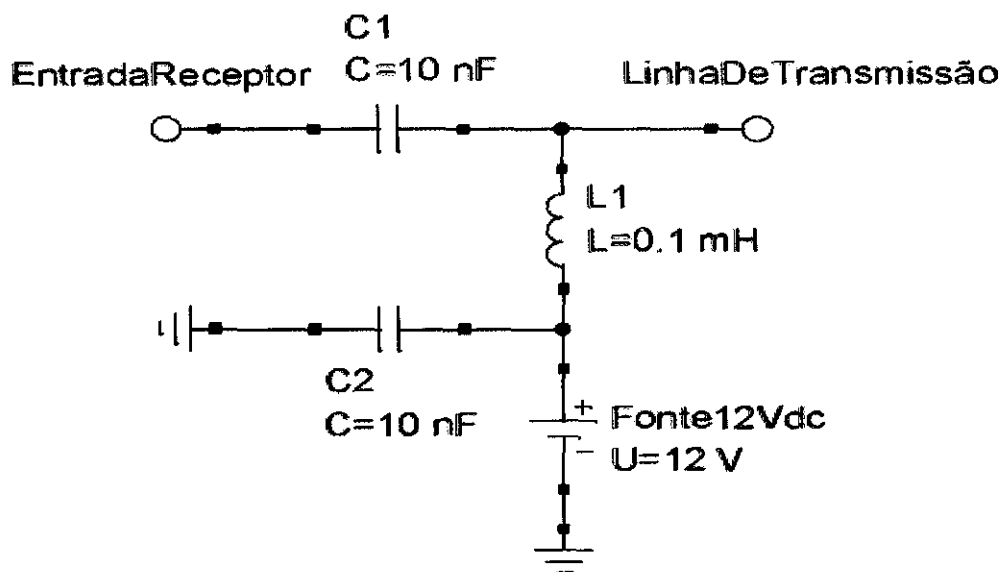 C1
C=10 nF
EntradaReceptor
LinhaDeTransmissão
L1
L=0.1 mH
C2
C=10 nF
+
Fonte12Vdc
-
U=12 V